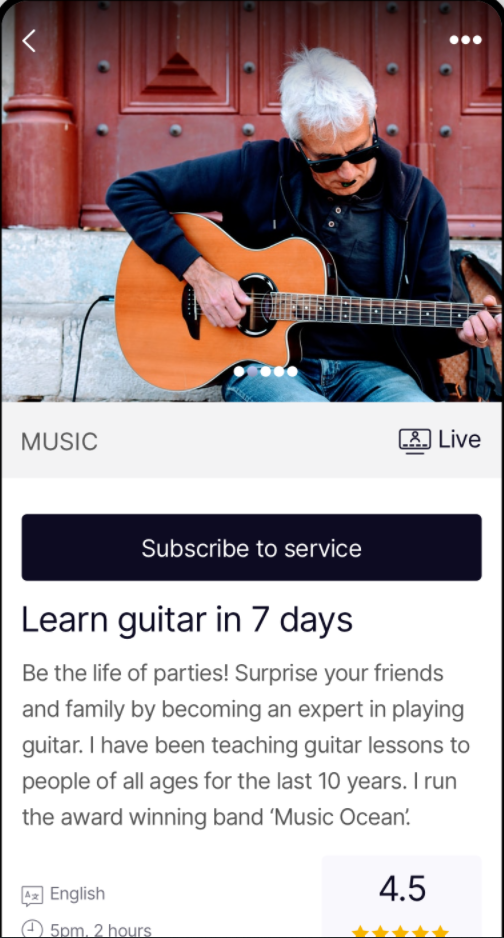 MUSIC
Live
Subscribe to service
Learn guitar in 7 days
Be the life of parties! Surprise your friends
and family by becoming an expert in playing
guitar. I have been teaching guitar lessons to
people of all ages for the last 10 years. I run
the award winning band ‘Music Ocean’.
English
4.5
5pm, 2 hours